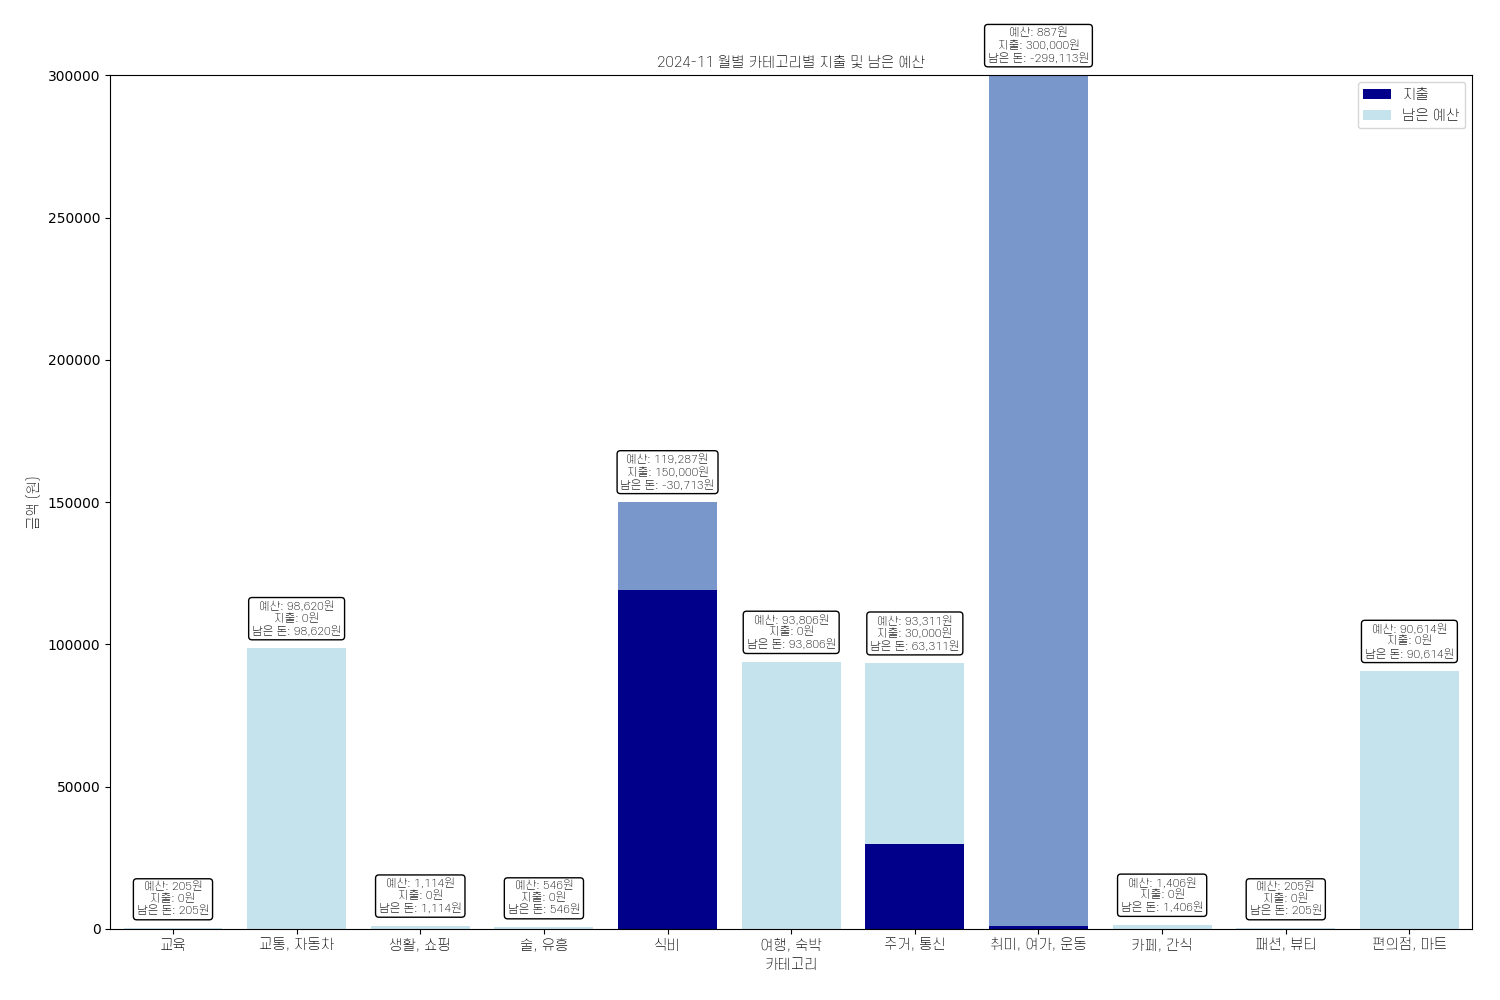 예산: 887원
지출: 300,000원
남은 돈: -299,113원
2024-11 월별 카테고리별 지출 및 남은 예산
지출
남은 예산
300000
250000
200000
150000
100000
50000
0
금액 (원)
예산: 205원
지출: 0원
남은 돈: 205원
예산: 98,620원
지출: 0원
남은 돈: 98,620원
예산: 1,114원
지출: 0원
남은 돈: 1,114원
예산: 546원
지출: 0원
남은 돈: 546원
예산: 119,287원
지출: 150,000원
남은 돈: -30,713원
예산: 93,806원
지출: 0원
남은 돈: 93,806원
예산: 93,311원
지출: 30,000원
남은 돈: 63,311원
예산: 1,406원
지출: 0원
남은 돈: 1,406원
예산: 205원
지출: 0원
남은 돈: 205원
예산: 90,614원
지출: 0원
남은 돈: 90,614원
교육
교통, 자동차
생활, 쇼핑
술, 유흥
식비
여행, 숙박
주거, 통신
취미, 여가, 운동
카페, 간식
패션, 뷰티
편의점, 마트
카테고리